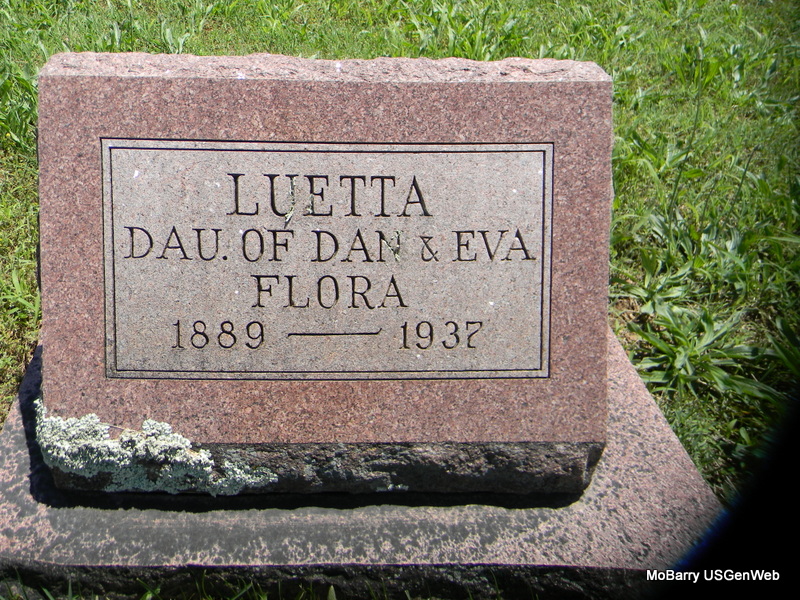 LUETTA
DAU. OF DAN & EVA
FLORA
1889 — 1937
MoBarry USGenWeb